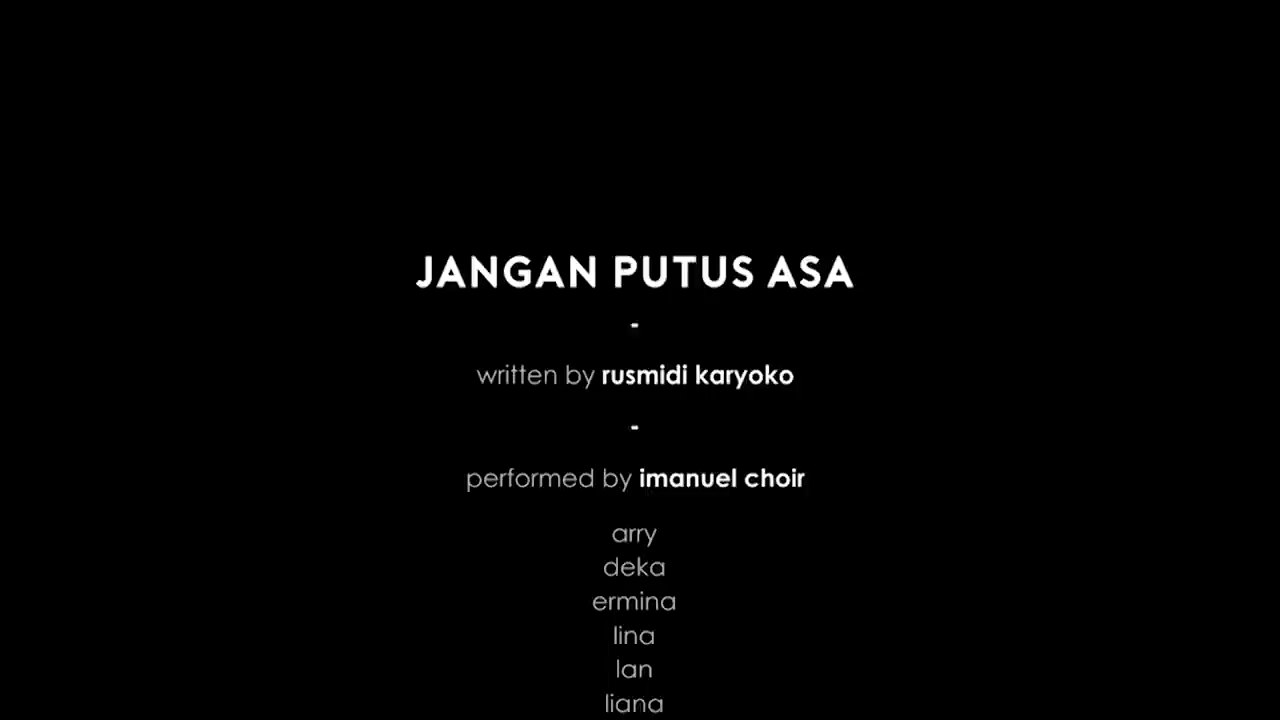 JANGAN PUTUS ASA
-
written by rusmidi karyoko
-
performed by imanuel choir
arry
deka
ermina
lina
lan
liana